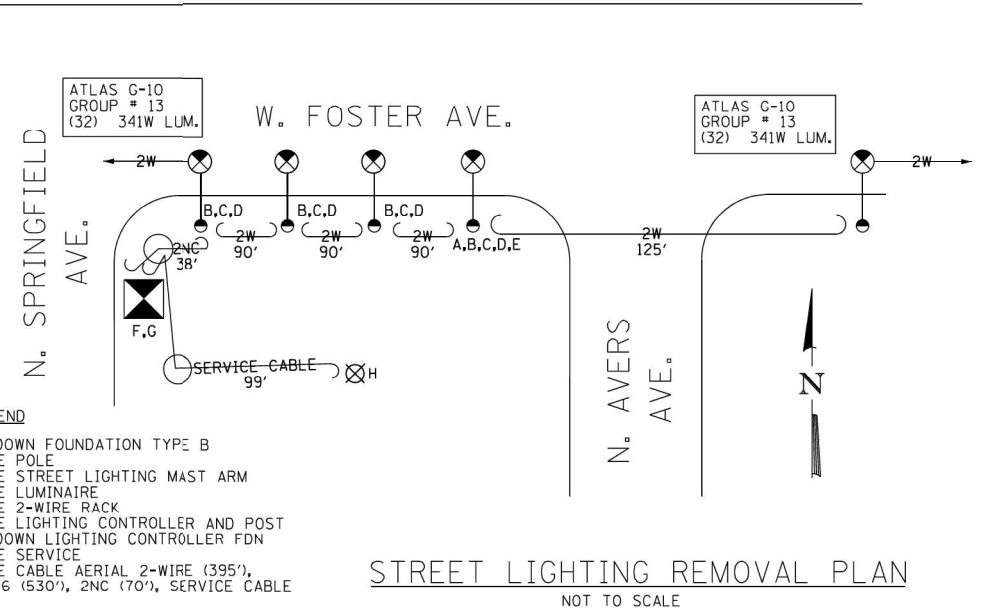 ATLAS G-10
GROUP # 13
(32) 341W LUM.
W. FOSTER AVE.
ATLAS G-10
GROUP # 13
(32) 341W LUM.
2W
2W
N. SPRINGFIELD
AVE.
B,C,D
B,C,D
B,C,D
A,B,C,D,E
2NC
38'
2W
90'
2W
90'
2W
90'
2W
125'
F,G
SERVICE CABLE
99'
H
N. AVERS
AVE.
N
END
DOWN FOUNDATION TYPE B
E POLE
E STREET LIGHTING MAST ARM
E LUMINAIRE
E 2-WIRE RACK
E LIGHTING CONTROLLER AND POST
DOWN LIGHTING CONTROLLER FDN
E SERVICE
E CABLE AERIAL 2-WIRE (395'),
6 (530'), 2NC (70'), SERVICE CABLE
STREET LIGHTING REMOVAL PLAN
NOT TO SCALE